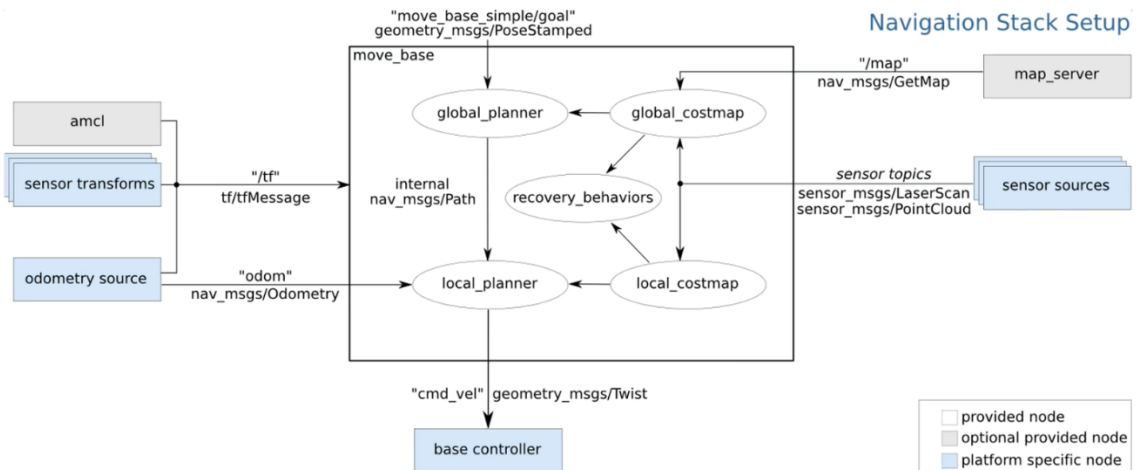 Navigation Stack Setup
"move_base_simple/goal"
geometry_msgs/PoseStamped
move_base
"/map"
nav_msgs/GetMap
map_server
amcl
global_planner
global_costmap
sensor transforms
"/tf"
tf/tfMessage
internal
nav_msgs/Path
recovery_behaviors
sensor topics
sensor_msgs/LaserScan
sensor_msgs/PointCloud
sensor sources
odometry source
"odom"
nav_msgs/Odometry
local_planner
local_costmap
"cmd_vel" geometry_msgs/Twist
base controller
provided node
optional provided node
platform specific node